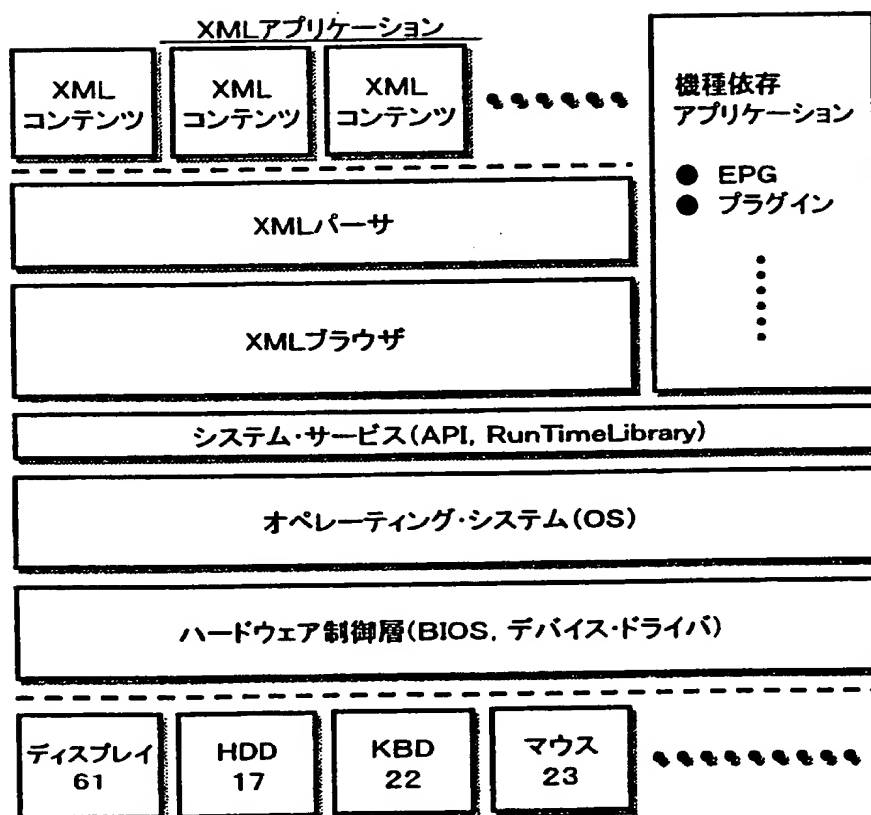 XMLアプリケーション
XML
コンテンツ
XML
コンテンツ
XML
コンテンツ
機種依存
アプリケーション
● EPG
● プラグイン
XMLパーサ
XMLブラウザ
システム・サービス(API, RunTimeLibrary)
オペレーティング・システム(OS)
ハードウェア制御層(BIOS, デバイス・ドライバ)
ディスプレイ
61
HDD
17
KBD
22
マウス
23